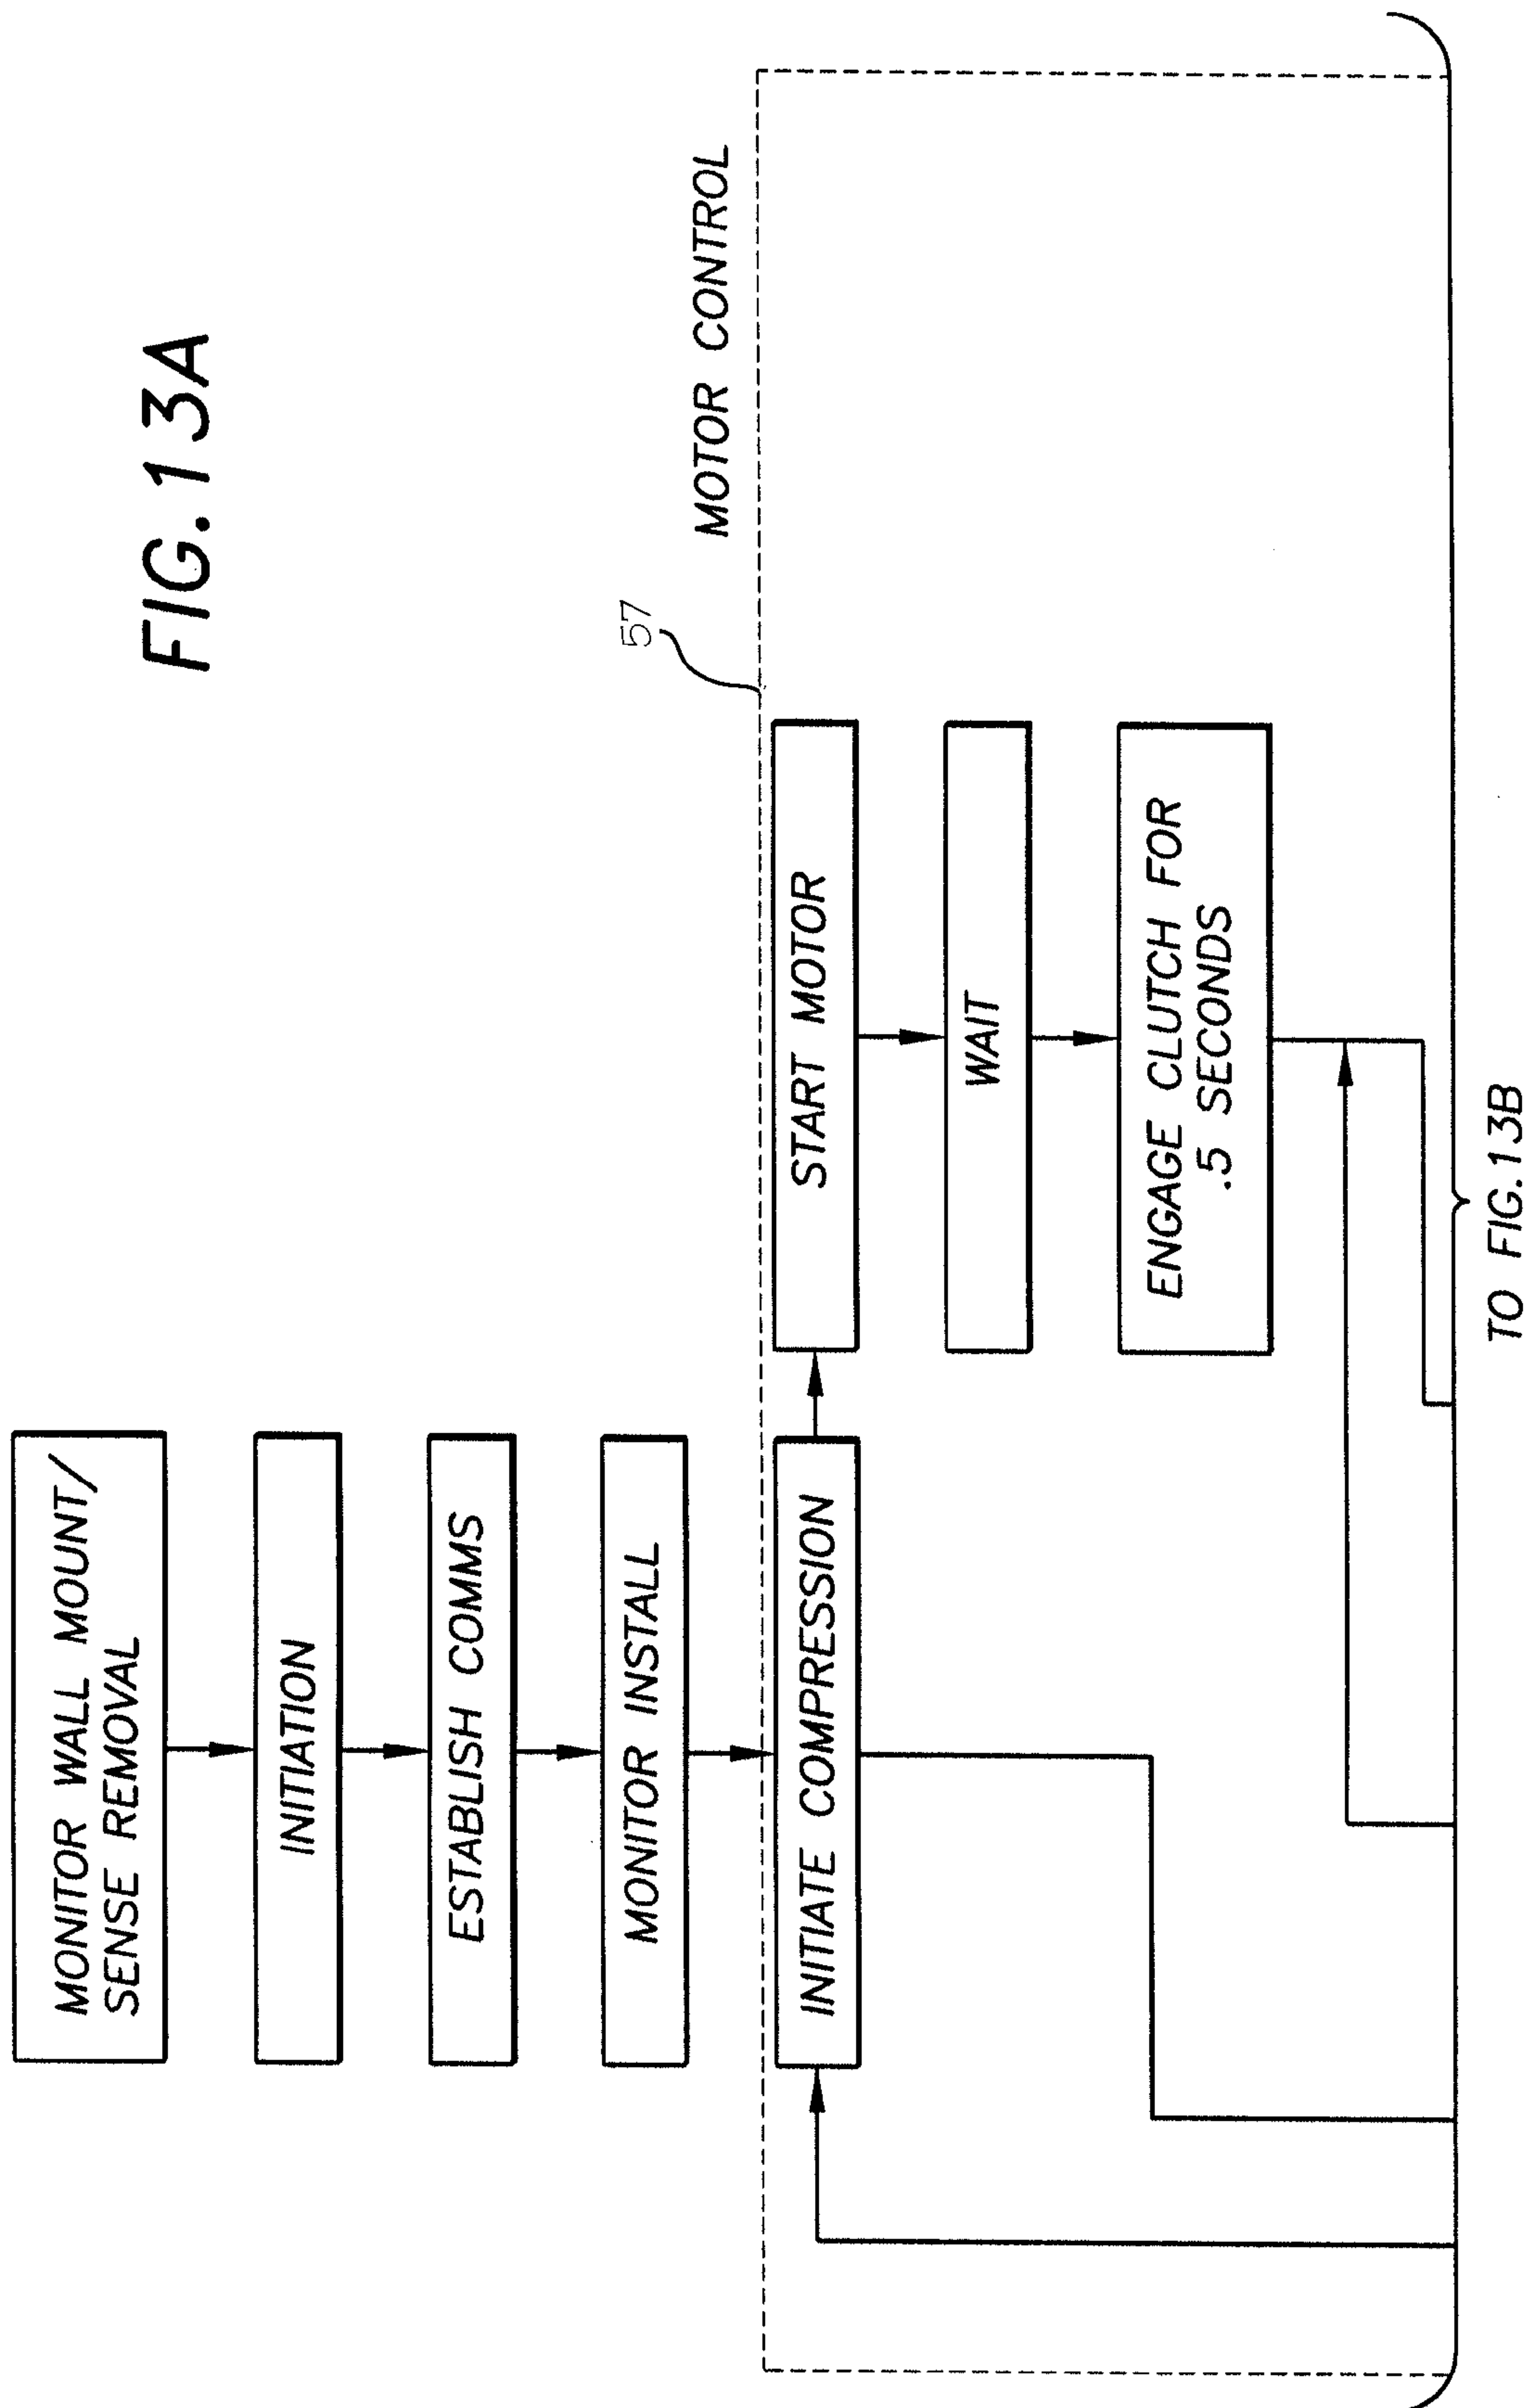 FIG.13A
MONITOR WALL MOUNT/
SENSE REMOVAL
INITIATION
ESTABLISH COMMS
MONITOR INSTALL
57
MOTOR CONTROL
INITIATE COMPRESSION
START MOTOR
WAIT
ENGAGE CLUTCH FOR
.5 SECONDS
TO FIG.13B